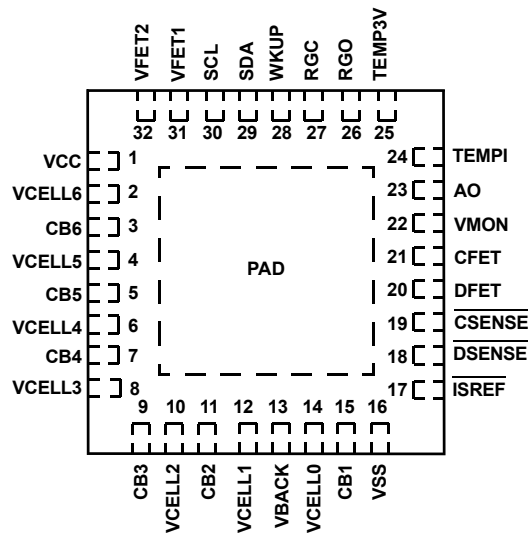 VFET2
VFET1
SCL
SDA
WKUP
RGC
RGO
TEMP3V
32
31
30
29
28
27
26
25
VCC 1
VCELL6 2
CB6 3
VCELL5 4
CB5 5
VCELL4 6
CB4 7
VCELL3 8
PAD
24 TEMPI
23 AO
22 VMON
21 CFET
20 DFET
19 CSENSE
18 DSENSE
17 ISREF
9
10
11
12
13
14
15
16
CB3
VCELL2
CB2
VCELL1
VBACK
VCELL0
CB1
VSS